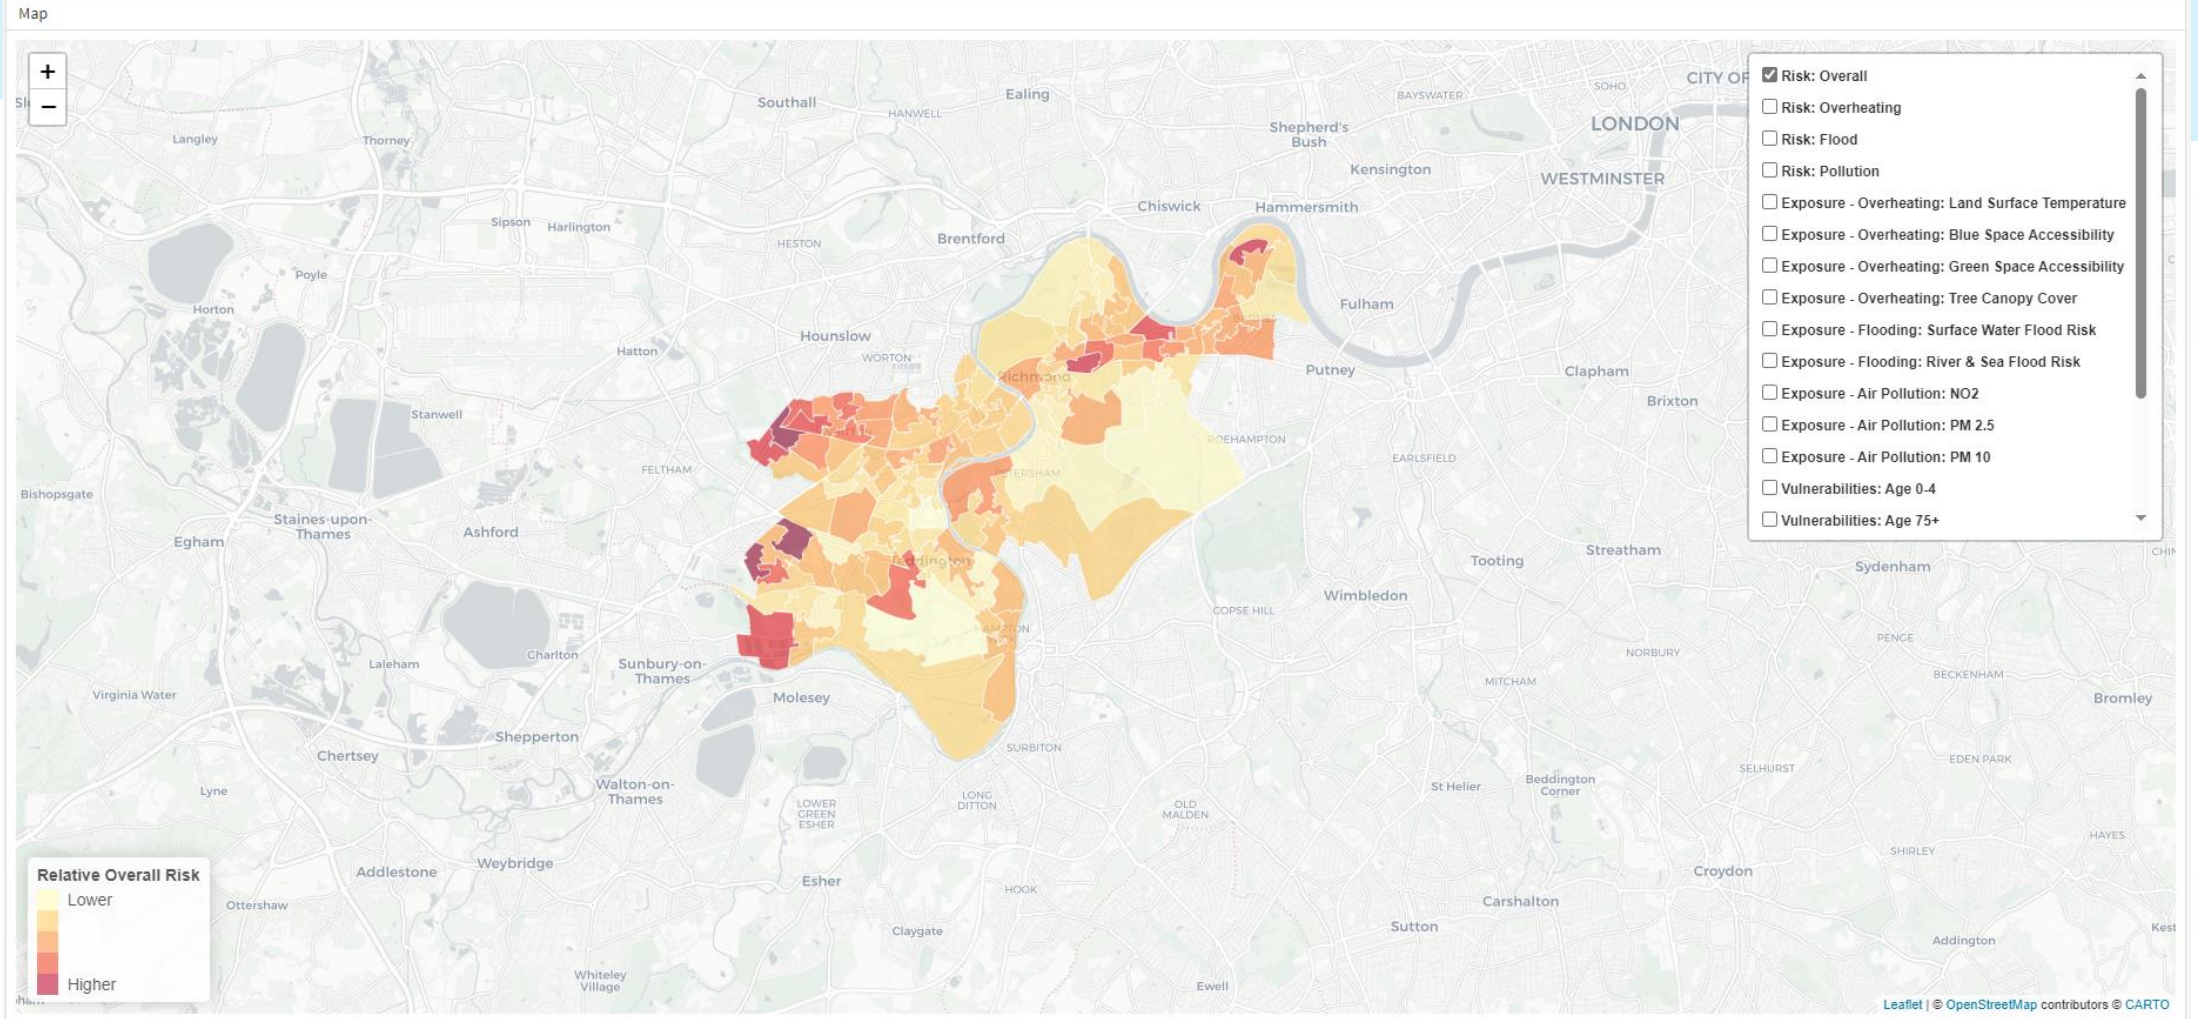 Map
+
−
Risk: Overall
Risk: Overheating
Risk: Flood
Risk: Pollution
Exposure - Overheating: Land Surface Temperature
Exposure - Overheating: Blue Space Accessibility
Exposure - Overheating: Green Space Accessibility
Exposure - Overheating: Tree Canopy Cover
Exposure - Flooding: Surface Water Flood Risk
Exposure - Flooding: River & Sea Flood Risk
Exposure - Air Pollution: NO2
Exposure - Air Pollution: PM 2.5
Exposure - Air Pollution: PM 10
Vulnerabilities: Age 0-4
Vulnerabilities: Age 75+
CITY OF
SOHO
BAYSWATER
LONDON
Ealing
Southall
HANWELL
Langley
Thorney
Shepherd's
Bush
Kensington
WESTMINSTER
Chiswick
Hammersmith
Sipson
Harlington
HESTON
Brentford
Poyle
Horton
Fulham
Hounslow
Hatton
WORTON
BARNES
Richmond
Putney
Clapham
Brixton
Stanwell
ROEHAMPTON
EARLSFIELD
FELTHAM
PETERSHAM
Bishopsgate
Staines-upon-
Thames
Ashford
Egham
Teddington
Tooting
Streatham
Sydenham
Wimbledon
COPSE HILL
HAMPTON
PENGE
NORBURY
Charlton
Laleham
Sunbury-on-
Thames
MITCHAM
BECKENHAM
Virginia Water
Molesey
Bromley
Shepperton
SURBITON
Chertsey
EDEN PARK
SELHURST
Lyne
Walton-on-
Thames
LOWER
GREEN
ESHER
LONG
DITTON
OLD
MALDEN
St Helier
Beddington
Corner
HAYES
SHIRLEY
Weybridge
Addlestone
Esher
HOOK
Croydon
Ottershaw
Carshalton
Claygate
Sutton
Addington
Whiteley
Village
Ewell
Relative Overall Risk
Lower
Higher
Leaflet | © OpenStreetMap contributors © CARTO